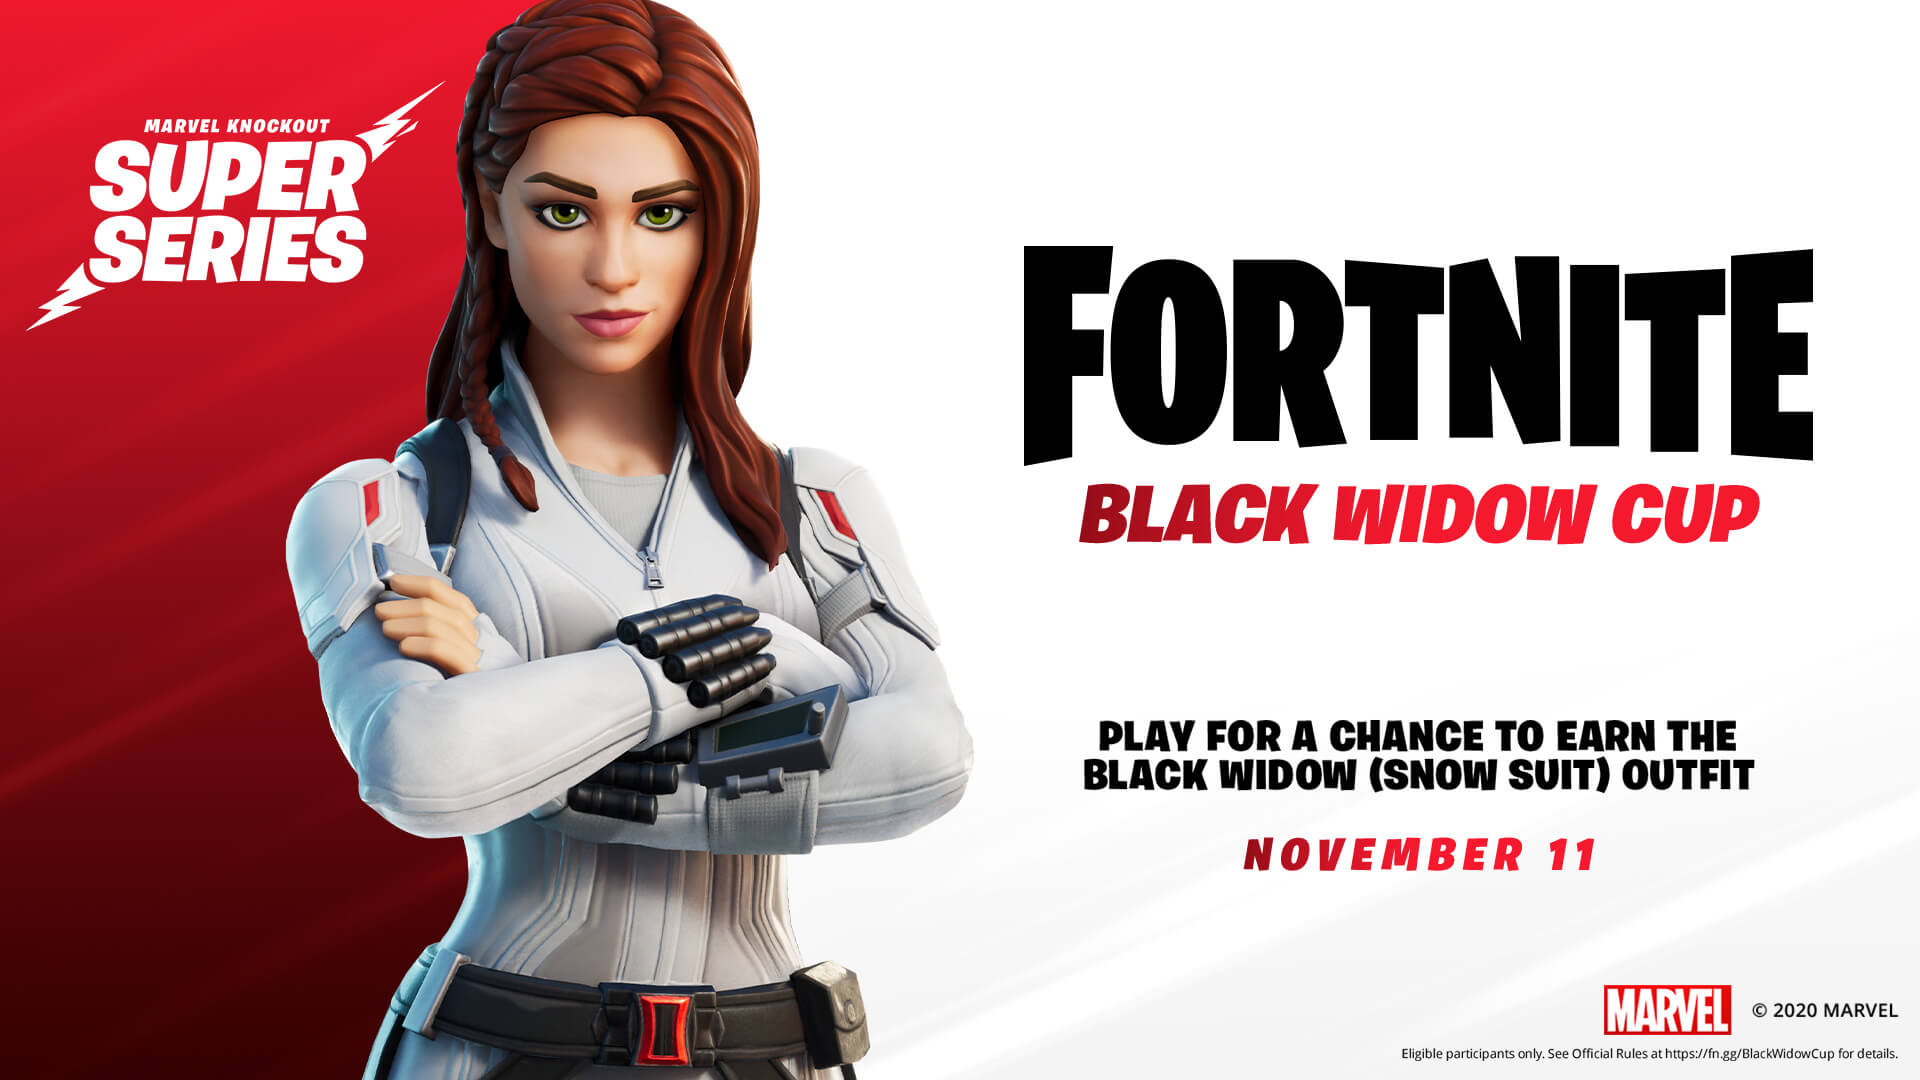 MARVEL KNOCKOUT
SUPER
SERIES
FORTNITE
BLACK WIDOW CUP
PLAY FOR A CHANCE TO EARN THE
BLACK WIDOW (SNOW SUIT) OUTFIT
NOVEMBER 11
MARVEL © 2020 MARVEL
Eligible participants only. See Official Rules at https://fn.gg/BlackWidowCup for details.